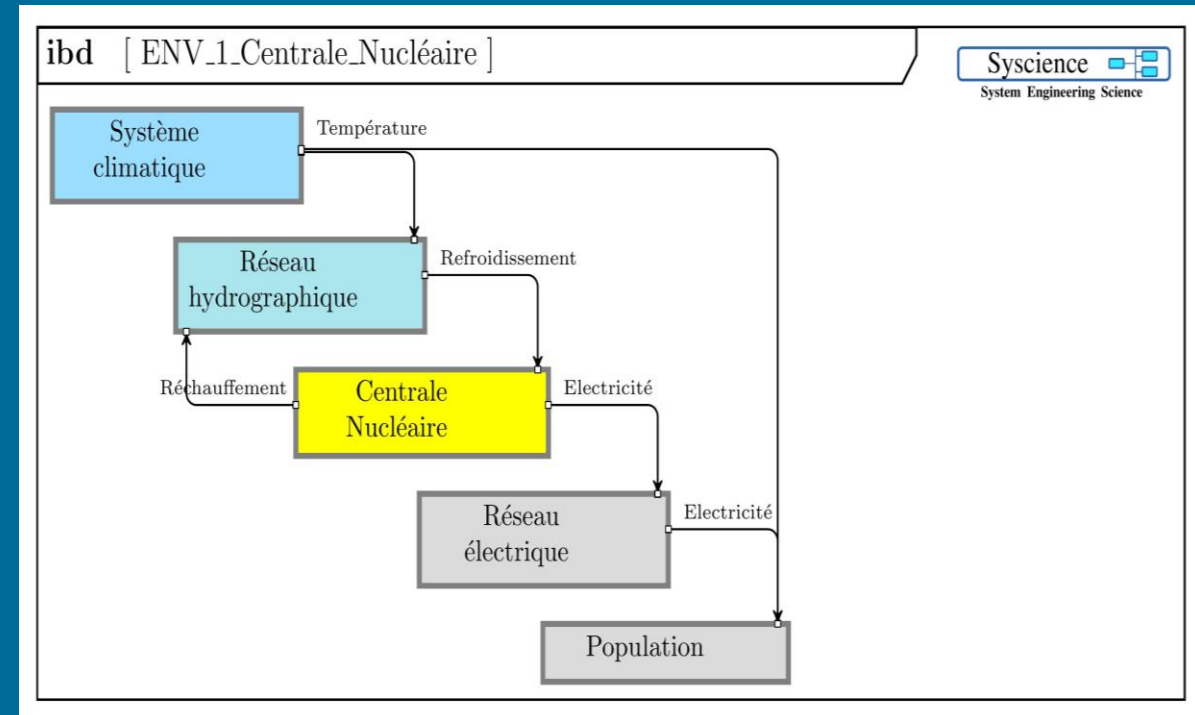 ibd [ ENV_1_Centrale_Nucléaire ]
Syscience
System Engineering Science
Système
climatique
Température
Réseau
hydrographique
Refroidissement
Réchauffement
Centrale
Nucléaire
Electricité
Réseau
électrique
Electricité
Population